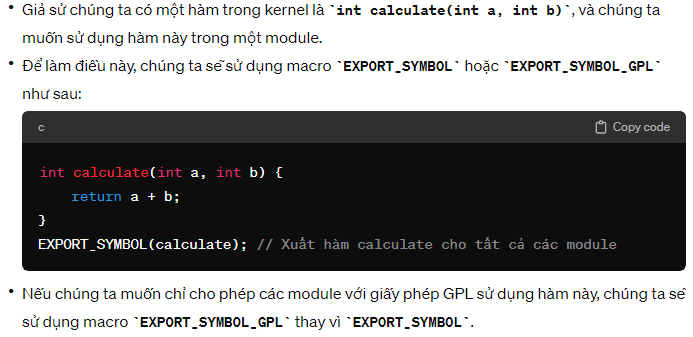 • Giả sử chúng ta có một hàm trong kernel là `int calculate(int a, int b)`, và chúng ta
muốn sử dụng hàm này trong một module.
• Để làm điều này, chúng ta sẽ sử dụng macro `EXPORT_SYMBOL` hoặc `EXPORT_SYMBOL_GPL`
như sau:
c Copy code
int calculate(int a, int b) {
    return a + b;
}
EXPORT_SYMBOL(calculate); // Xuất hàm calculate cho tất cả các module
• Nếu chúng ta muốn chỉ cho phép các module với giấy phép GPL sử dụng hàm này, chúng ta sẽ
sử dụng macro `EXPORT_SYMBOL_GPL` thay vì `EXPORT_SYMBOL`.